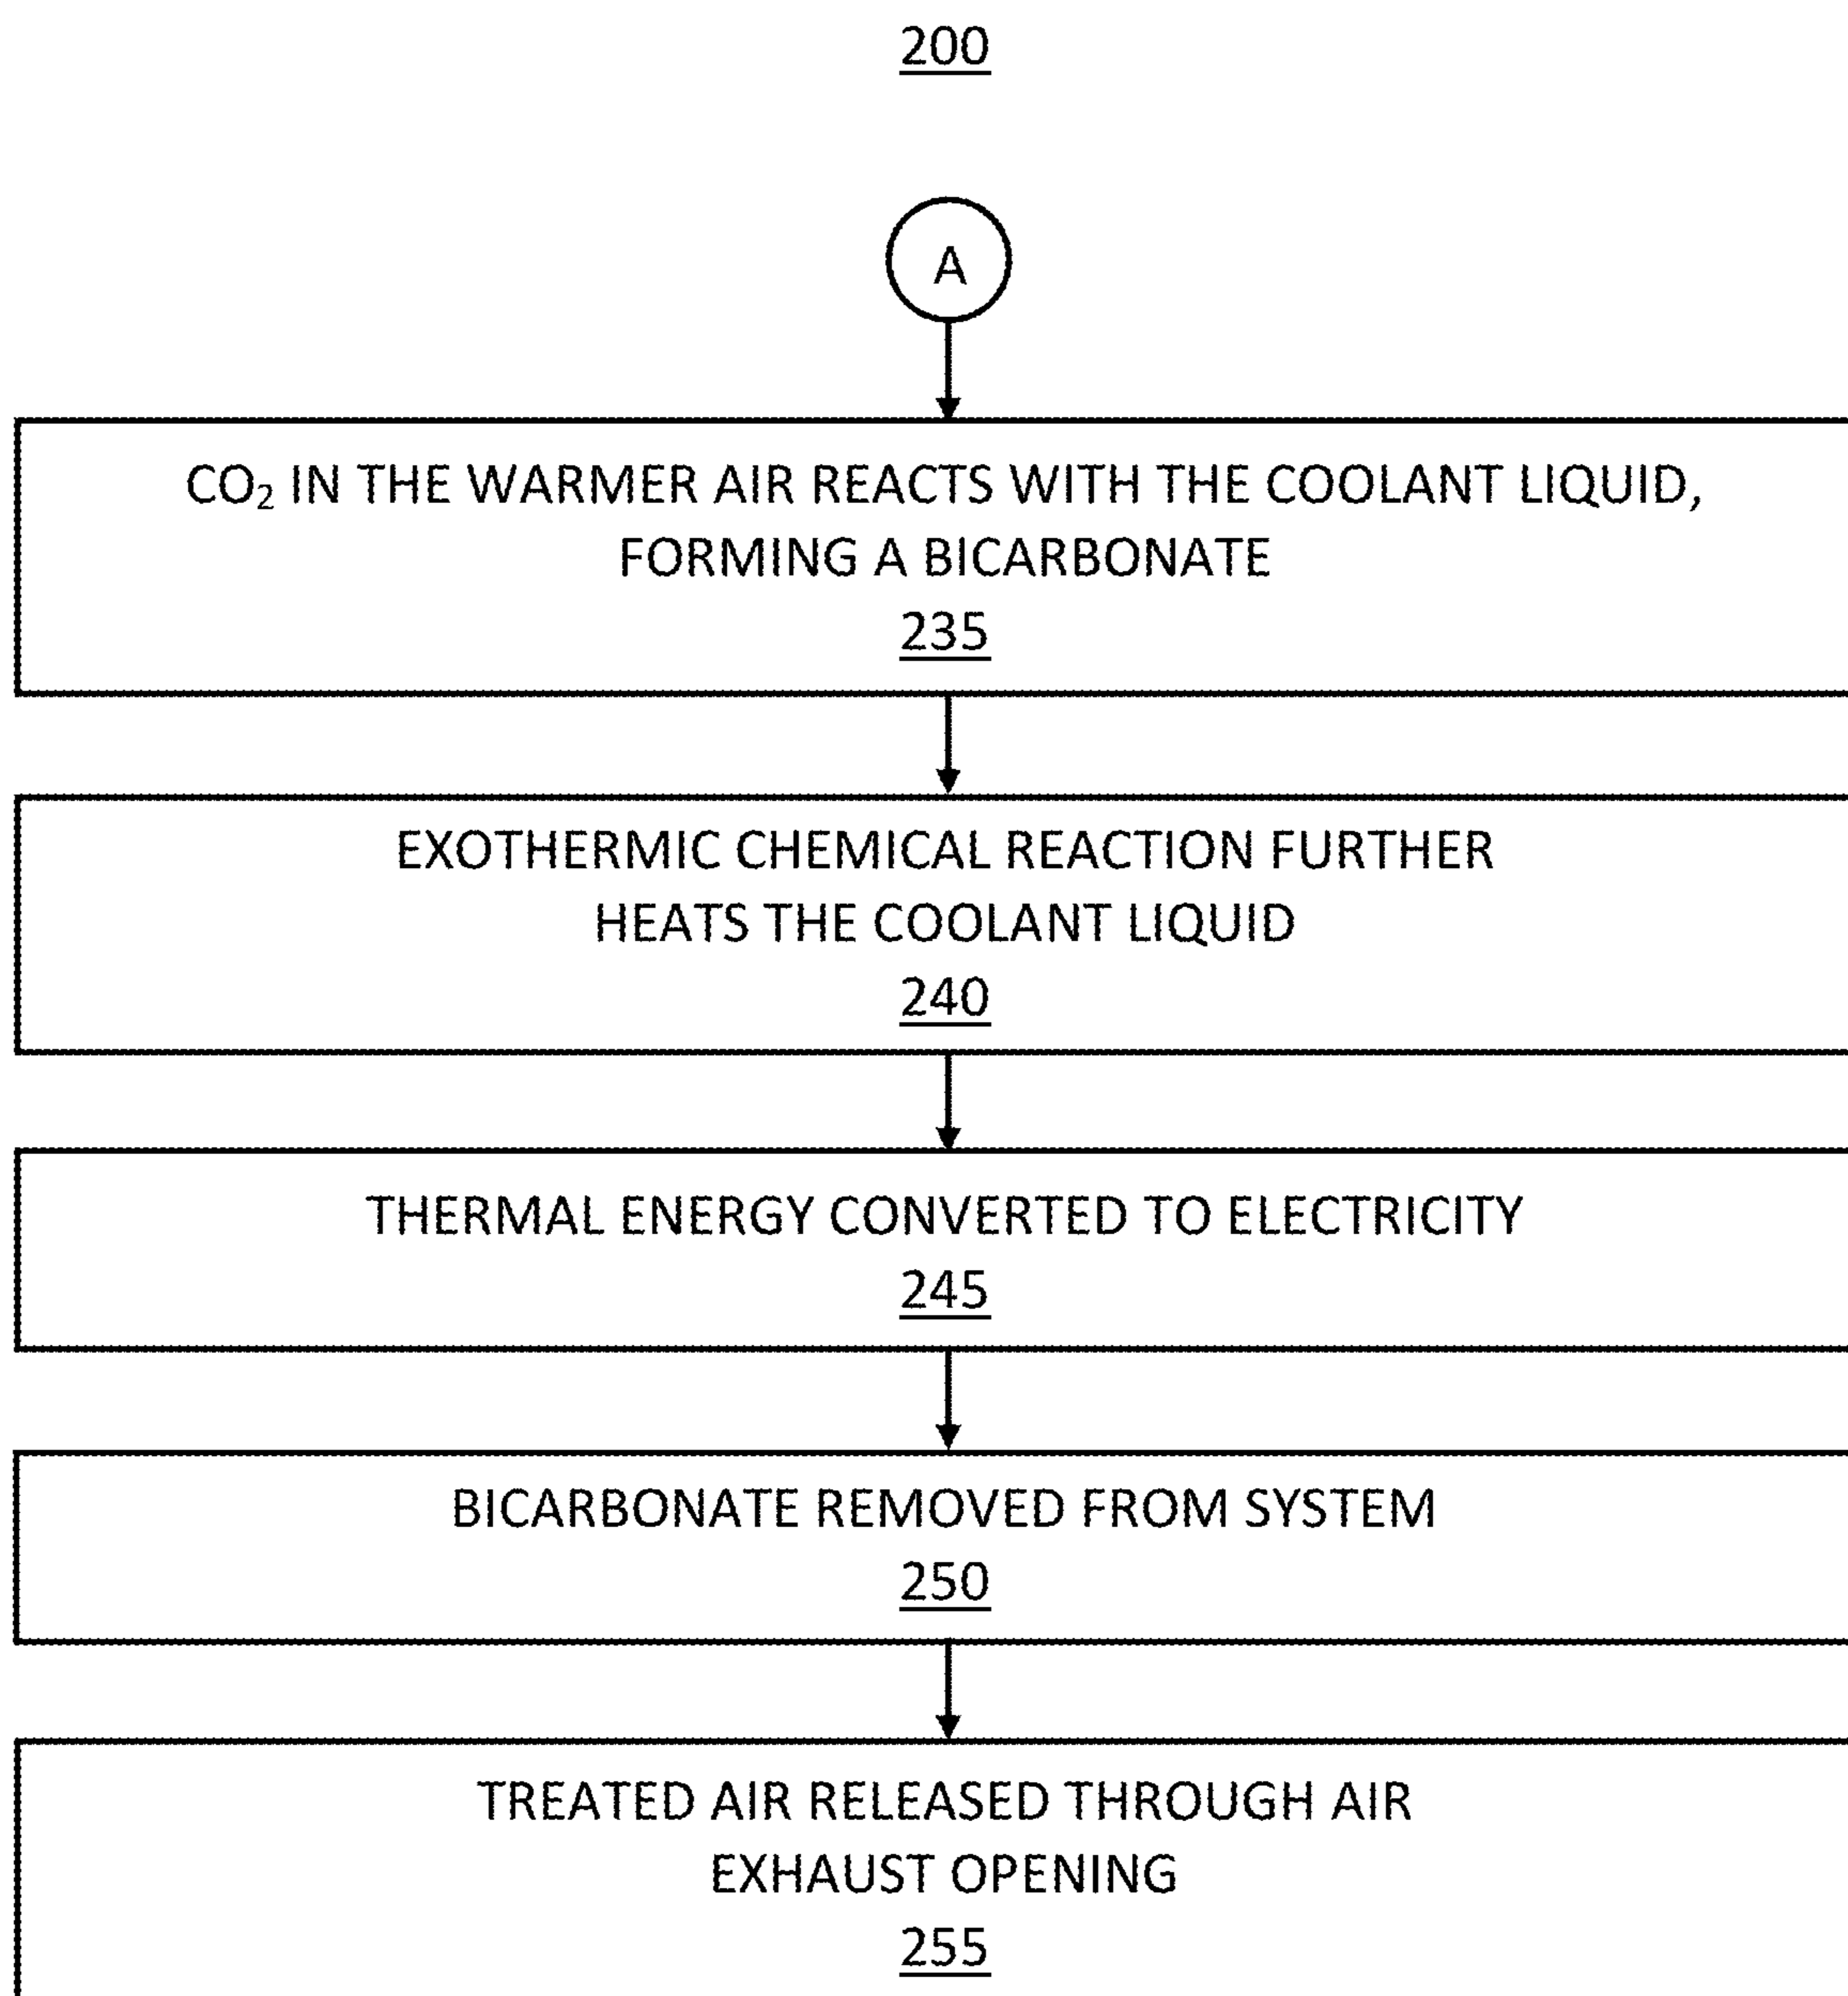 200
A
CO₂ IN THE WARMER AIR REACTS WITH THE COOLANT LIQUID,
FORMING A BICARBONATE
235
EXOTHERMIC CHEMICAL REACTION FURTHER
HEATS THE COOLANT LIQUID
240
THERMAL ENERGY CONVERTED TO ELECTRICITY
245
BICARBONATE REMOVED FROM SYSTEM
250
TREATED AIR RELEASED THROUGH AIR
EXHAUST OPENING
255